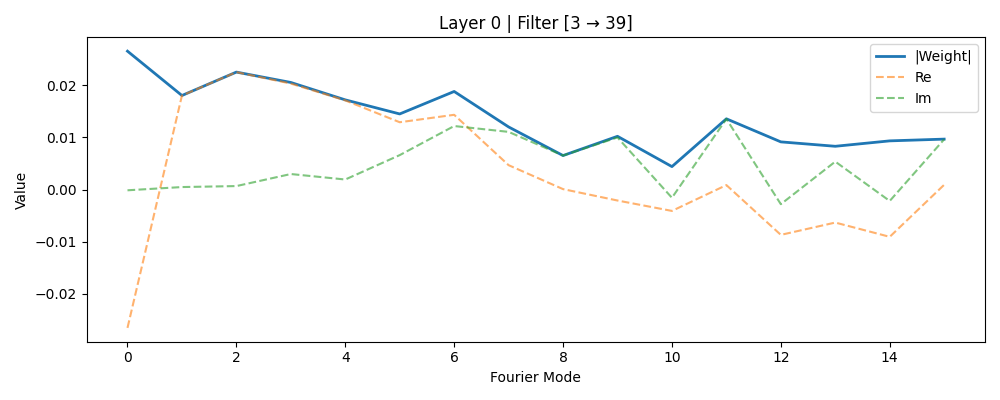 Layer 0 | Filter [3 → 39]
|Weight|
Re
Im
0.02
0.01
0.00
−0.01
−0.02
Value
0 2 4 6 8 10 12 14
Fourier Mode